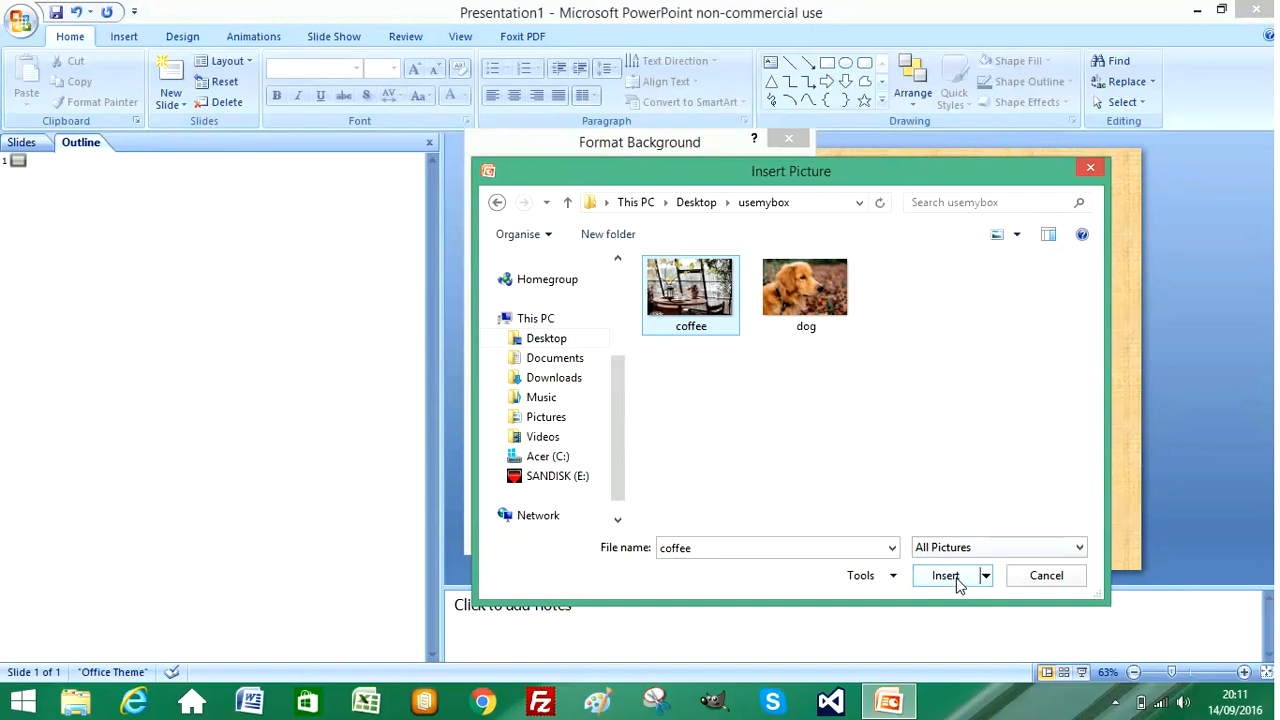 Presentation1 - Microsoft PowerPoint non-commercial use
Home Insert Design Animations Slide Show Review View Foxit PDF
Paste
Cut
Copy
Format Painter
Clipboard
New Slide
Layout
Reset
Delete
Slides
B I U abc S AV Aa A
Font
Text Direction
Align Text
Convert to SmartArt
Paragraph
Arrange
Quick Styles
Shape Fill
Shape Outline
Shape Effects
Drawing
Find
Replace
Select
Editing
Slides Outline
1
Format Background ?
Insert Picture
This PC Desktop usemybox
Search usemybox
Organise New folder
Homegroup
This PC
Desktop
Documents
Downloads
Music
Pictures
Videos
Acer (C:)
SANDISK (E:)
Network
coffee dog
File name: coffee All Pictures
Tools Insert Cancel
Click to add notes
Slide 1 of 1 "Office Theme" 63%
20:11
14/09/2016